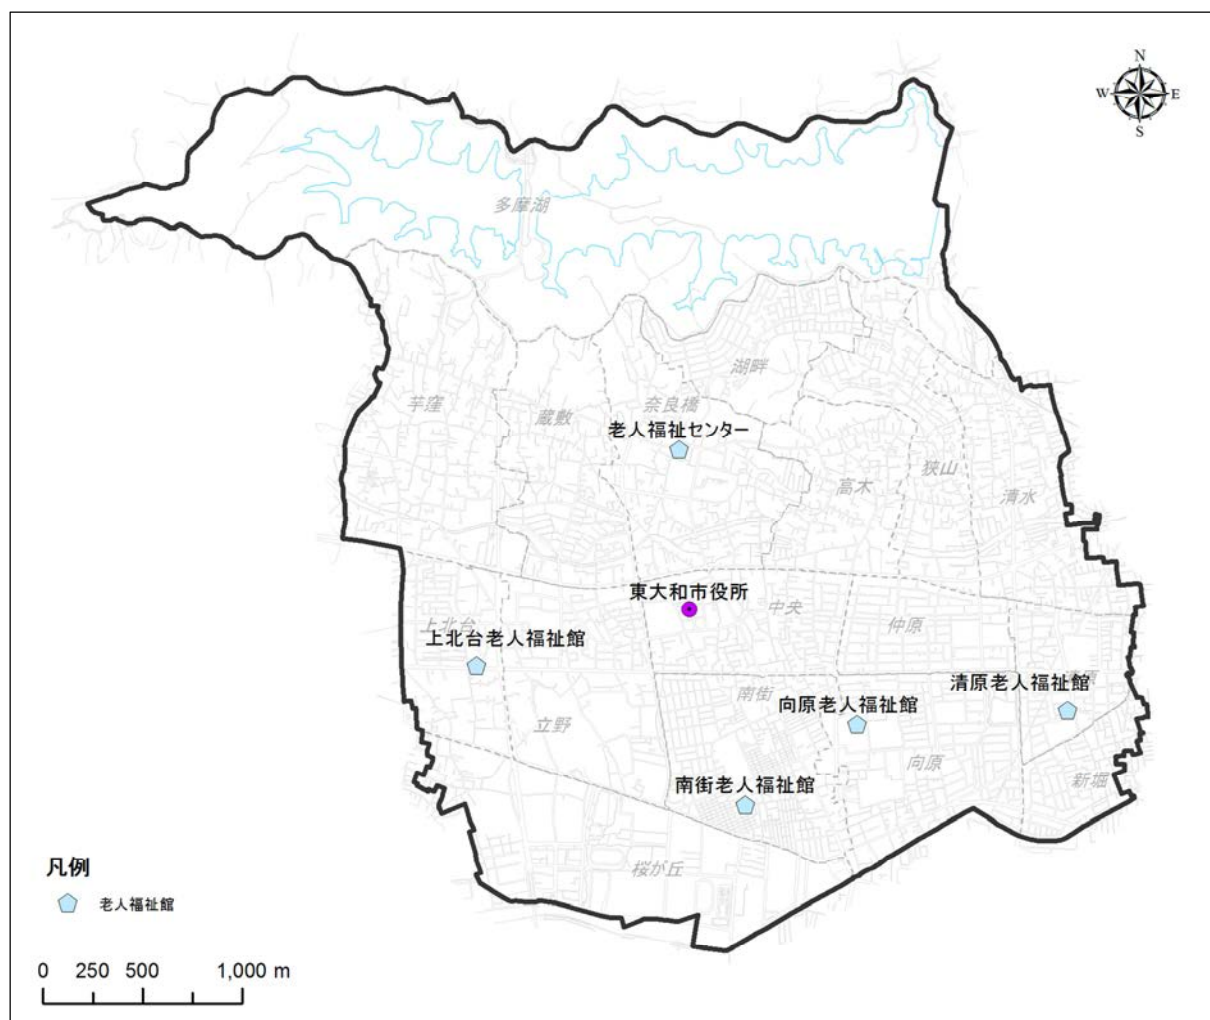 N
W E
S
多摩湖
湖畔
芋窪
蔵敷
奈良橋
老人福祉センター
狭山
高木
清水
東大和市役所
中央
上北台
仲原
上北台老人福祉館
清原老人福祉館
南街
向原老人福祉館
立野
向原
新堀
南街老人福祉館
桜が丘
凡例
老人福祉館
0 250 500 1,000 m